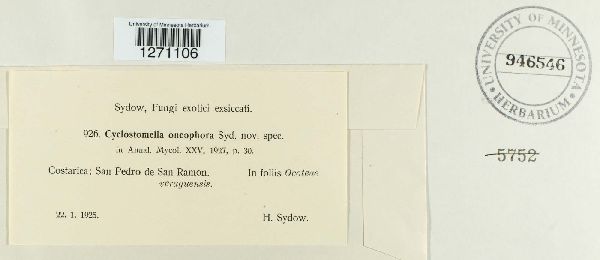 University of Minnesota Herbarium
1271106
UNIVERSITY OF MINNESOTA
946546
HERBARIUM
5752
Sydow, Fungi exotici exsiccati.
926. Cyclostomella oncophora Syd. nov. spec.
in Annal. Mycol. XXV, 1927, p. 30.
Costarica: San Pedro de San Ramon. In foliis Ocoteae
veraguensis.
22. 1. 1925. H. Sydow.